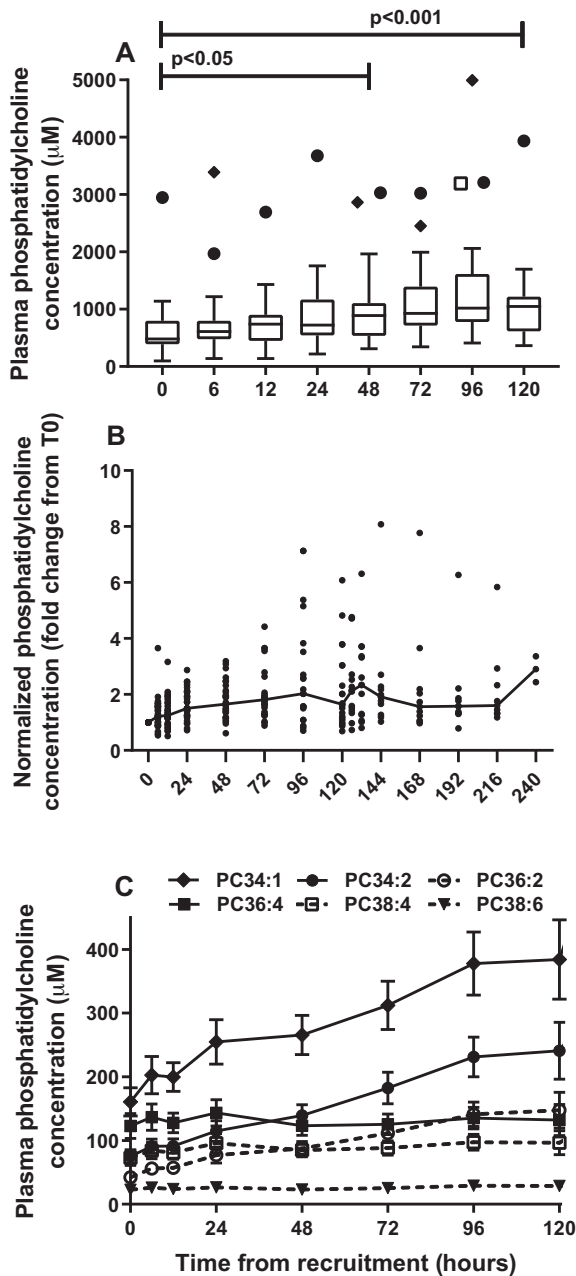 p<0.001
A
p<0.05
Plasma phosphatidylcholine
concentration (µM)
5000
4000
3000
2000
1000
0
0 6 12 24 48 72 96 120
B
Normalized phosphatidylcholine
concentration (fold change from T0)
10
8
6
4
2
0
0 24 48 72 96 120 144 168 192 216 240
C
PC34:1 PC34:2 PC36:2
PC36:4 PC38:4 PC38:6
Plasma phosphatidylcholine
concentration (µM)
400
300
200
100
0
0 24 48 72 96 120
Time from recruitment (hours)